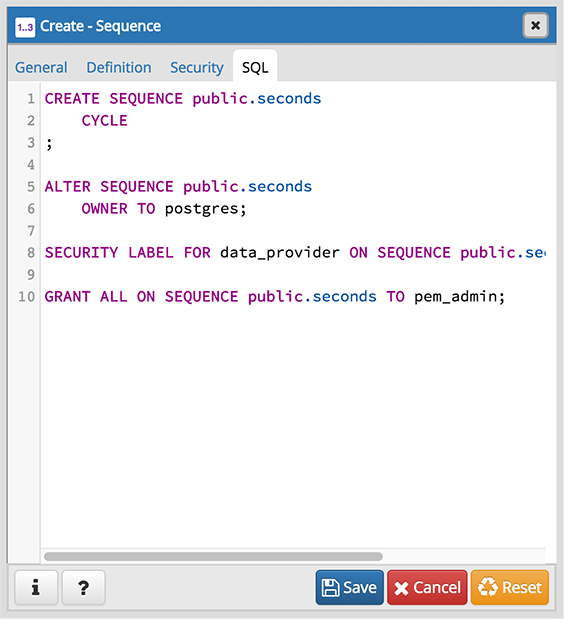 1..3 Create - Sequence
General Definition Security SQL
1 CREATE SEQUENCE public.seconds
2 CYCLE
3 ;
4
5 ALTER SEQUENCE public.seconds
6 OWNER TO postgres;
7
8 SECURITY LABEL FOR data_provider ON SEQUENCE public.se
9
10 GRANT ALL ON SEQUENCE public.seconds TO pem_admin;
i ? Save Cancel Reset